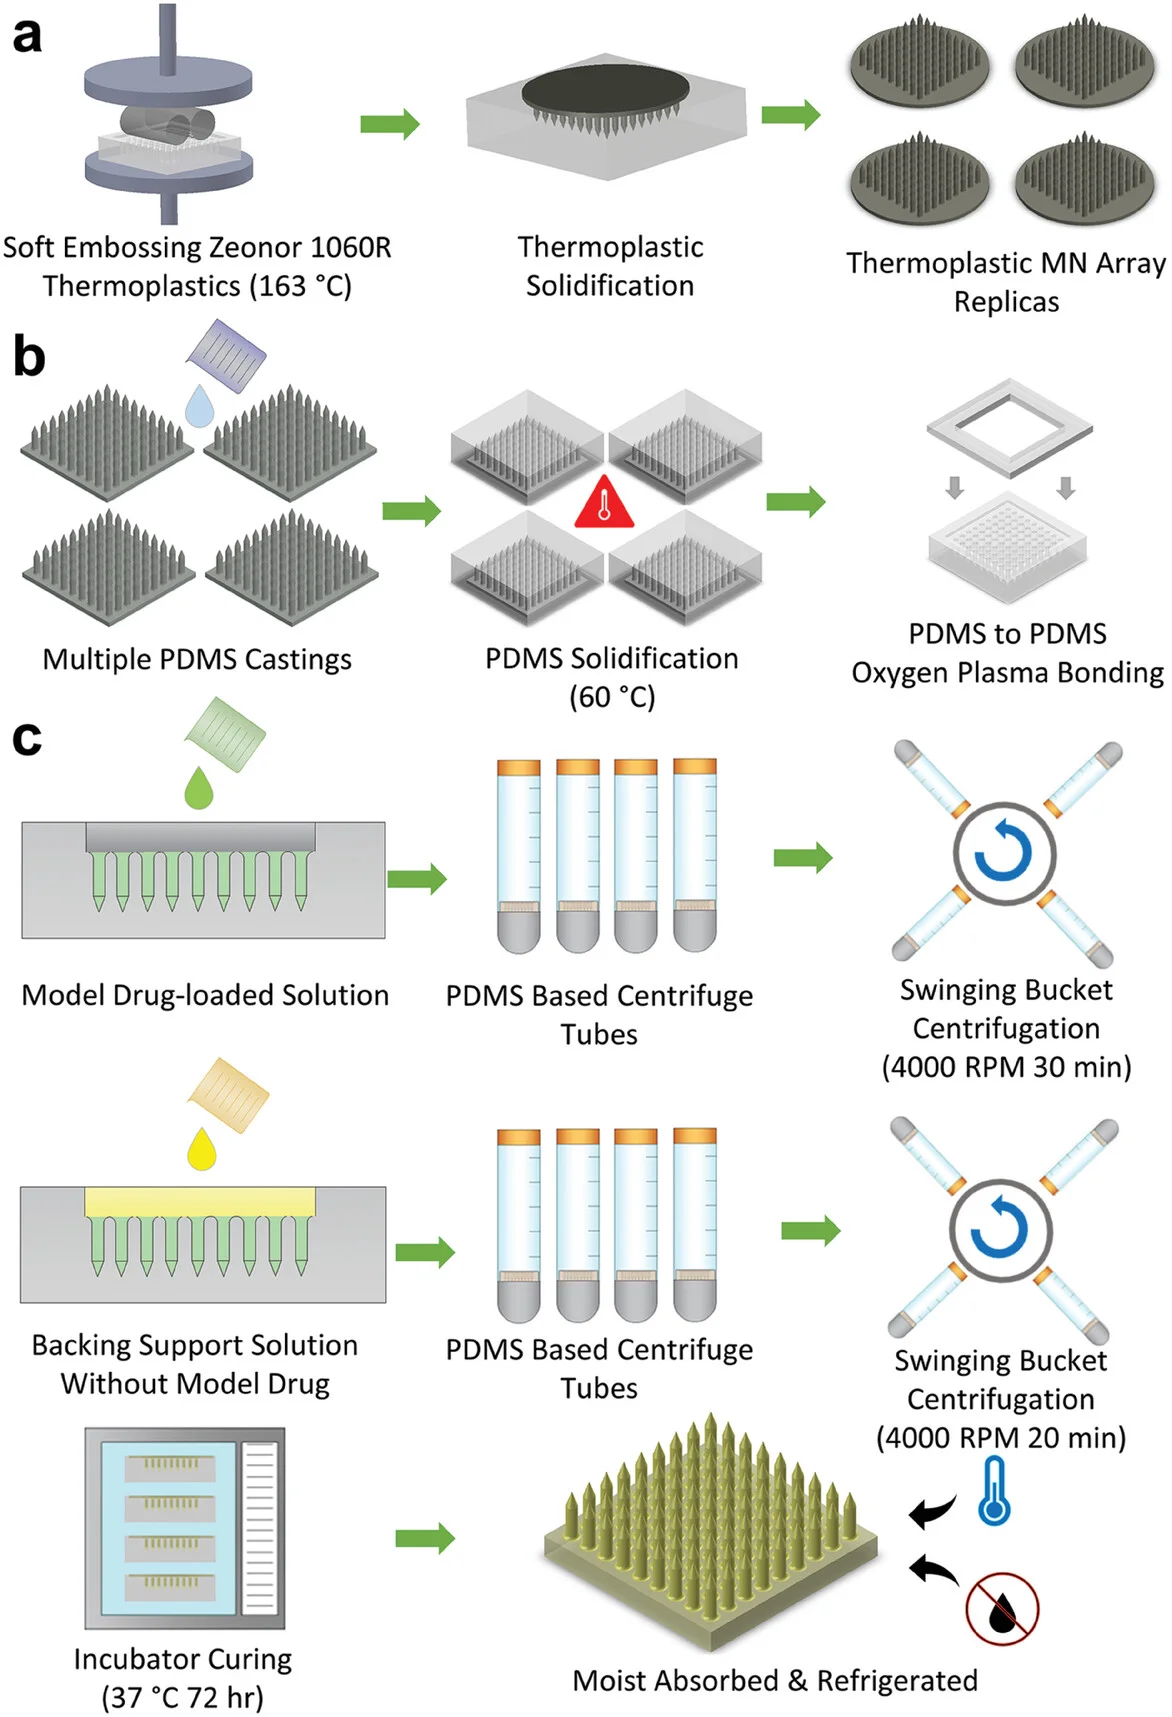 a
Soft Embossing Zeonor 1060R
Thermoplastics (163 °C)
Thermoplastic
Solidification
Thermoplastic MN Array
Replicas
b
Multiple PDMS Castings
PDMS Solidification
(60 °C)
PDMS to PDMS
Oxygen Plasma Bonding
c
Model Drug-loaded Solution
PDMS Based Centrifuge
Tubes
Swinging Bucket
Centrifugation
(4000 RPM 30 min)
Backing Support Solution
Without Model Drug
PDMS Based Centrifuge
Tubes
Swinging Bucket
Centrifugation
(4000 RPM 20 min)
Incubator Curing
(37 °C 72 hr)
Moist Absorbed & Refrigerated